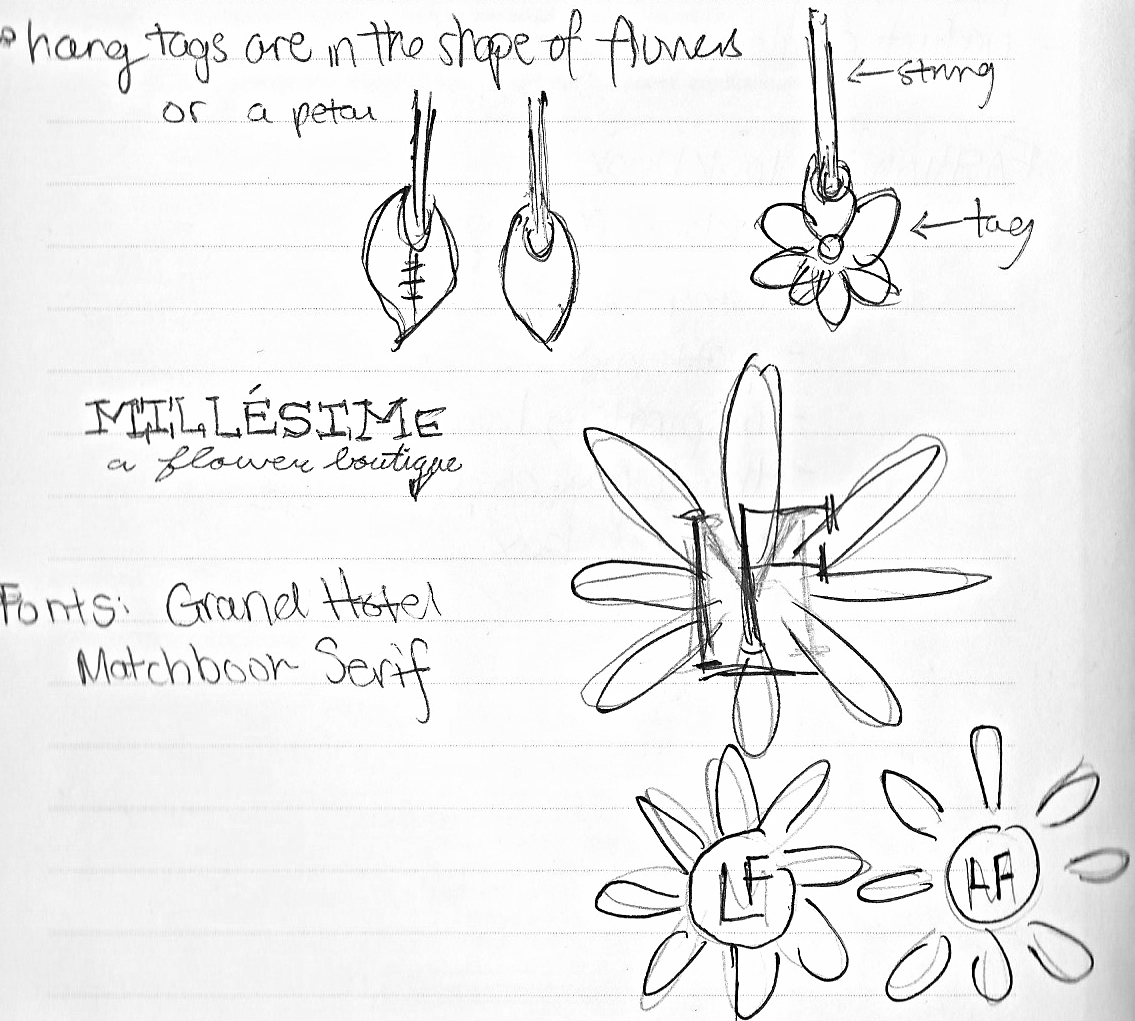 hang tags are in the shape of flowers
or a petal
←string
←tag
MILLÉSIME
a flower boutique
Fonts: Grand Hotel
Matchbook Serif
LF
AA